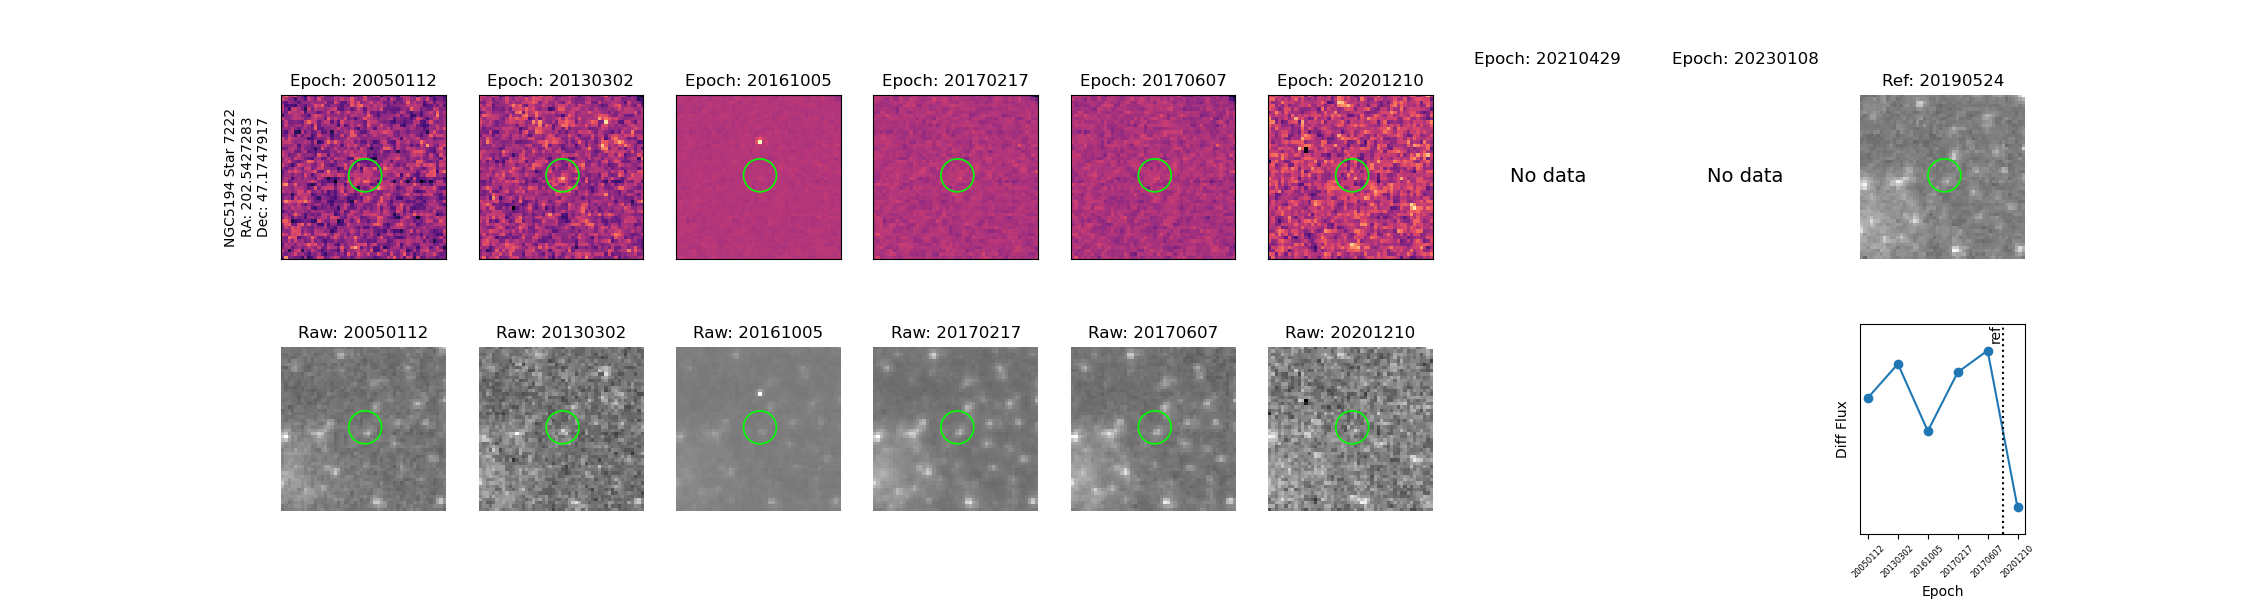 Epoch: 20050112
Epoch: 20130302
Epoch: 20161005
Epoch: 20170217
Epoch: 20170607
Epoch: 20201210
Epoch: 20210429
Epoch: 20230108
Ref: 20190524
NGC5194 Star 7222
RA: 202.5427283
Dec: 47.1747917
No data
No data
Raw: 20050112
Raw: 20130302
Raw: 20161005
Raw: 20170217
Raw: 20170607
Raw: 20201210
ref
Diff Flux
20050112
20130302
20161005
20170217
20170607
20201210
Epoch